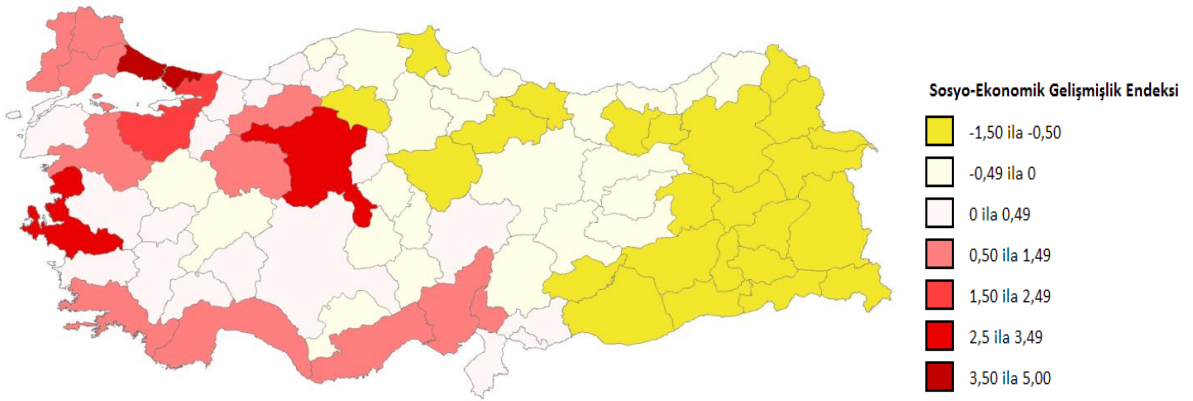 Sosyo-Ekonomik Gelişmişlik Endeksi
-1,50 ila -0,50
-0,49 ila 0
0 ila 0,49
0,50 ila 1,49
1,50 ila 2,49
2,5 ila 3,49
3,50 ila 5,00